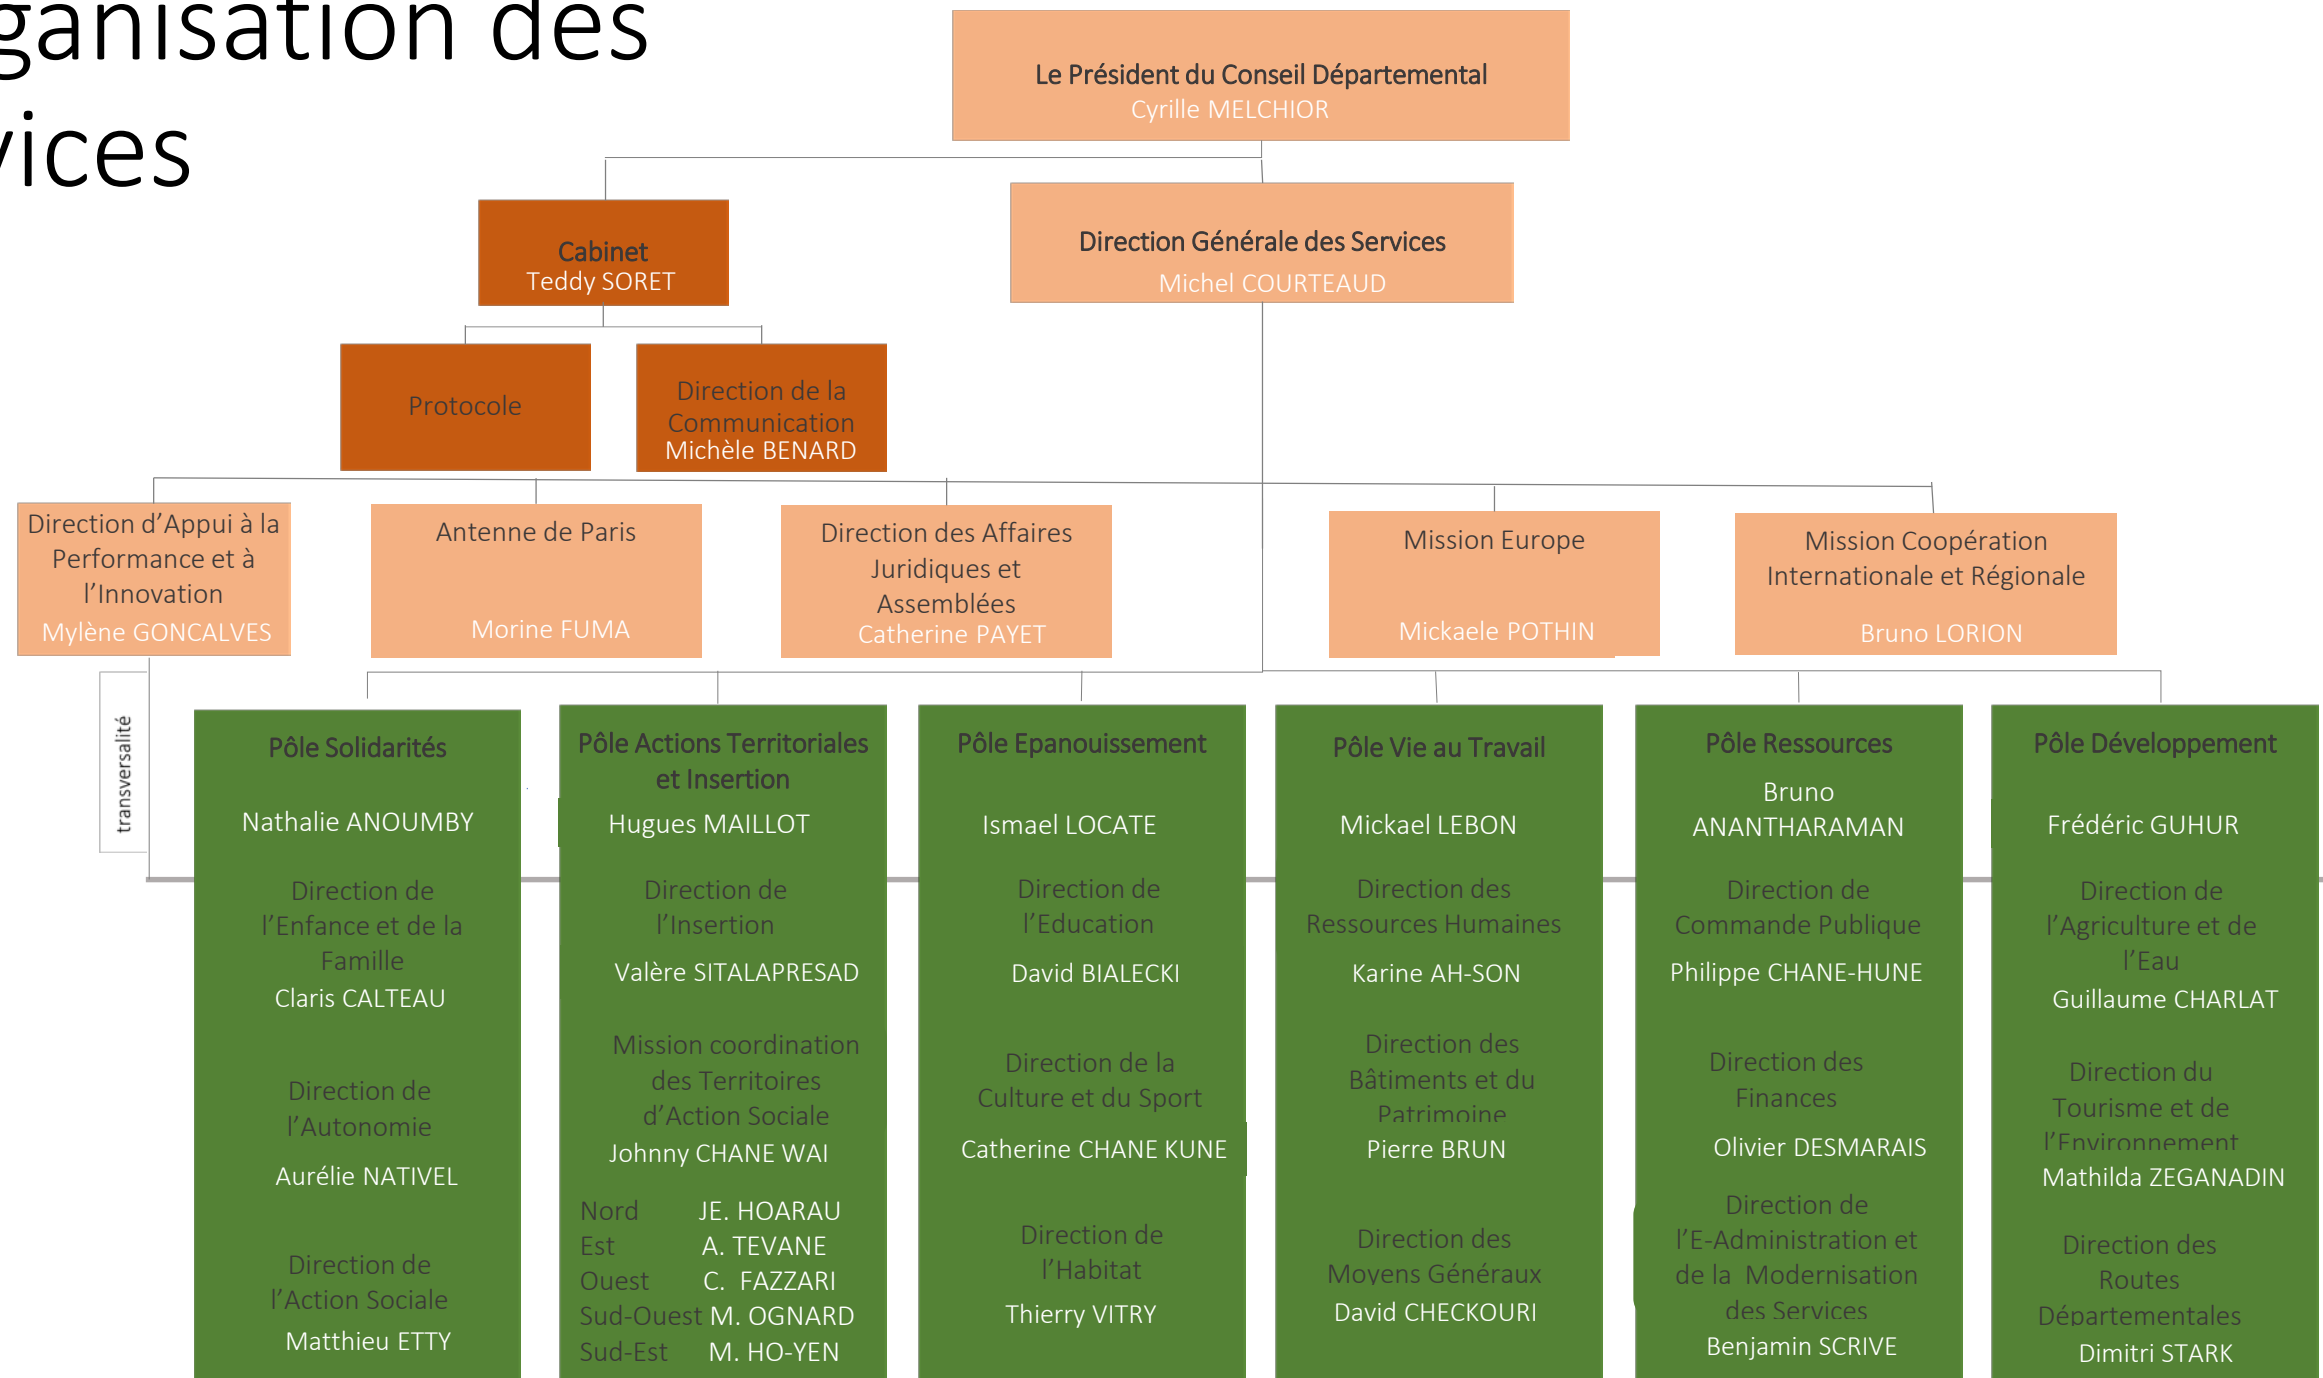 ganisation des
vices
Le Président du Conseil Départemental
Cyrille MELCHIOR
Cabinet
Teddy SORET
Direction Générale des Services
Michel COURTEAUD
Protocole
Direction de la
Communication
Michèle BENARD
Direction d’Appui à la
Performance et à
l’Innovation
Mylène GONCALVES
Antenne de Paris
Morine FUMA
Direction des Affaires
Juridiques et
Assemblées
Catherine PAYET
Mission Europe
Mickaele POTHIN
Mission Coopération
Internationale et Régionale
Bruno LORION
transversalité
Pôle Solidarités
Nathalie ANOUMBY
Direction de
l’Enfance et de la
Famille
Claris CALTEAU
Direction de
l’Autonomie
Aurélie NATIVEL
Direction de
l’Action Sociale
Matthieu ETTY
Pôle Actions Territoriales
et Insertion
Hugues MAILLOT
Direction de
l’Insertion
Valère SITALAPRESAD
Mission coordination
des Territoires
d’Action Sociale
Johnny CHANE WAI
Nord JE. HOARAU
Est A. TEVANE
Ouest C. FAZZARI
Sud-Ouest M. OGNARD
Sud-Est M. HO-YEN
Pôle Epanouissement
Ismael LOCATE
Direction de
l’Education
David BIALECKI
Direction de la
Culture et du Sport
Catherine CHANE KUNE
Direction de
l’Habitat
Thierry VITRY
Pôle Vie au Travail
Mickael LEBON
Direction des
Ressources Humaines
Karine AH-SON
Direction des
Bâtiments et du
Patrimoine
Pierre BRUN
Direction des
Moyens Généraux
David CHECKOURI
Pôle Ressources
Bruno
ANANTHARAMAN
Direction de
Commande Publique
Philippe CHANE-HUNE
Direction des
Finances
Olivier DESMARAIS
Direction de
l’E-Administration et
de la Modernisation
des Services
Benjamin SCRIVE
Pôle Développement
Frédéric GUHUR
Direction de
l’Agriculture et de
l’Eau
Guillaume CHARLAT
Direction du
Tourisme et de
l’Environnement
Mathilda ZEGANADIN
Direction des
Routes
Départementales
Dimitri STARK